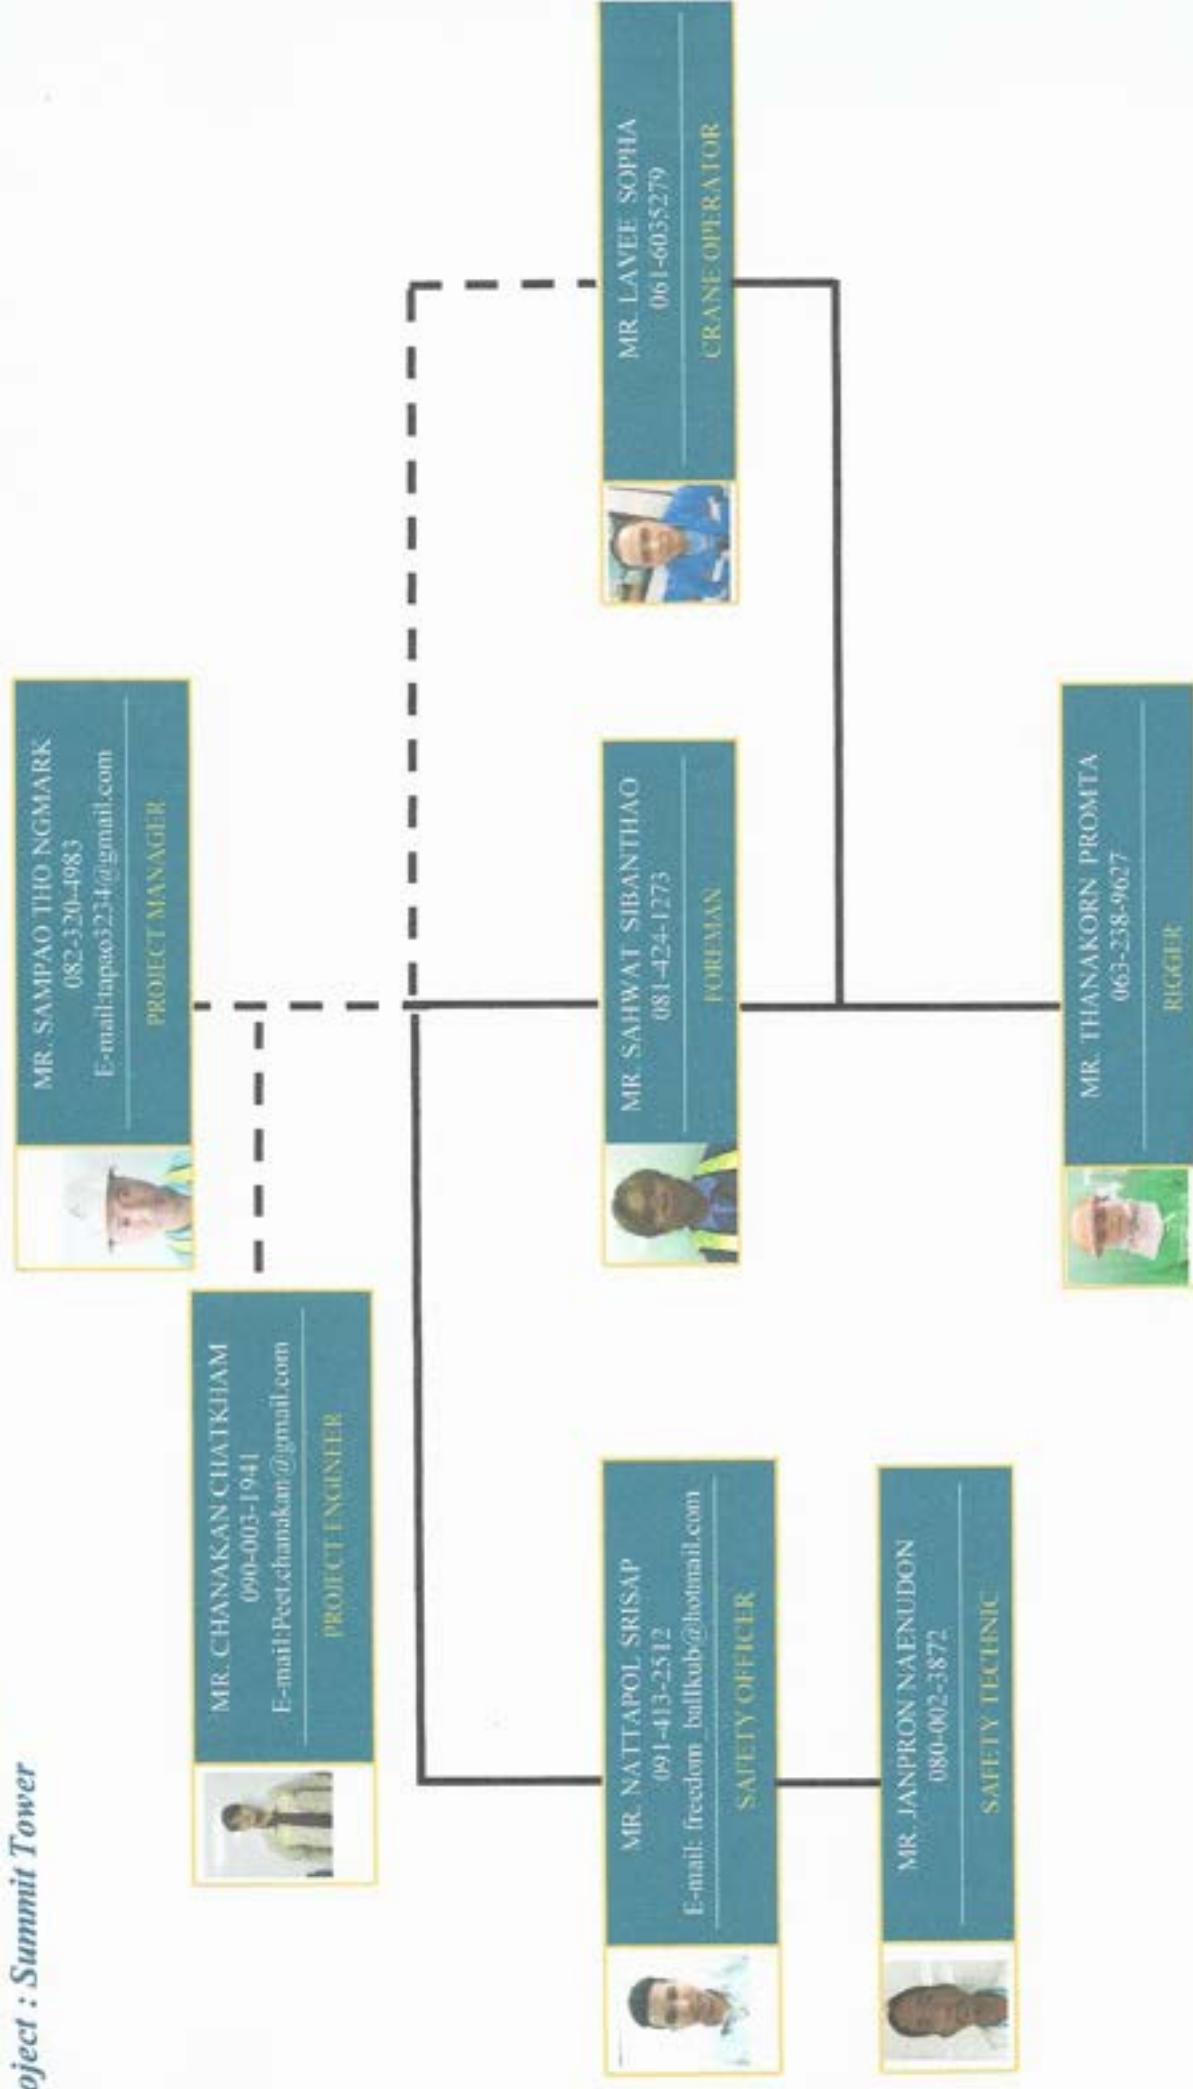 oject : Summit Tower
MR. SAMPAO THO NGMARK
082-320-4983
E-mail:tapao3234@gmail.com
PROJECT MANAGER
MR. CHANAKAN CHATKHAM
090-003-1941
E-mail:Peet.chanakan@gmail.com
PROJECT ENGINEER
MR. NATTAPOL SRISAP
091-413-2512
E-mail: freedom_ballkub@hotmail.com
SAFETY OFFICER
MR. SAHWAT SIBANTHAO
081-424-1273
FOREMAN
MR. LAVEE SOPHA
061-6035279
CRANE OPERATOR
MR. JANPRON NAENUDON
080-002-3872
SAFETY TECHNIC
MR. THANAKORN PROMTA
063-238-9627
RIGGER